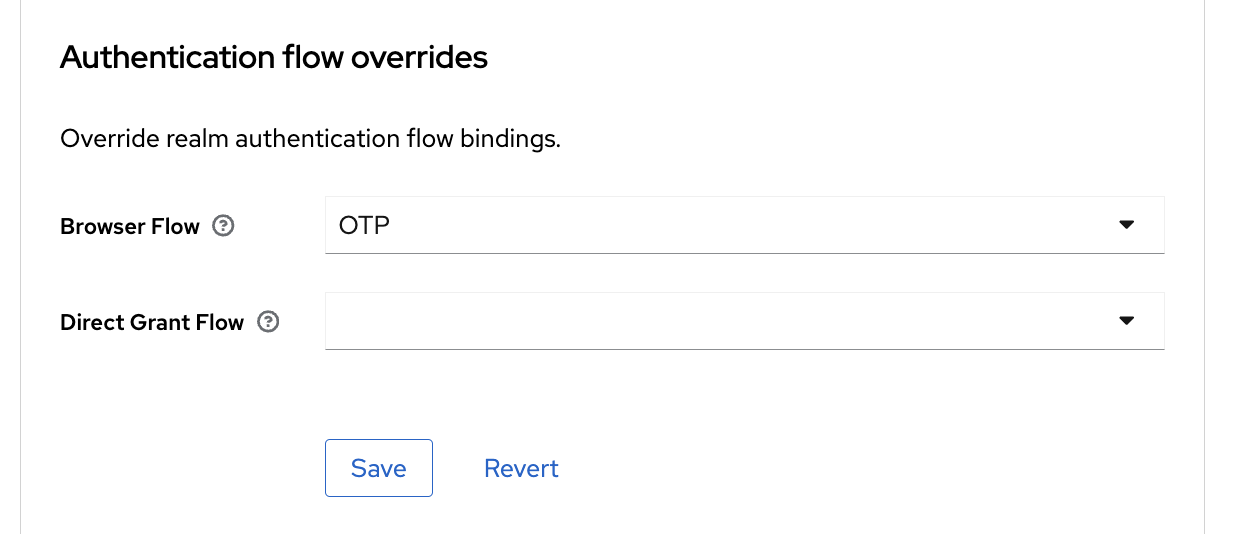 Authentication flow overrides
Override realm authentication flow bindings.
Browser Flow
OTP
Direct Grant Flow
Save Revert